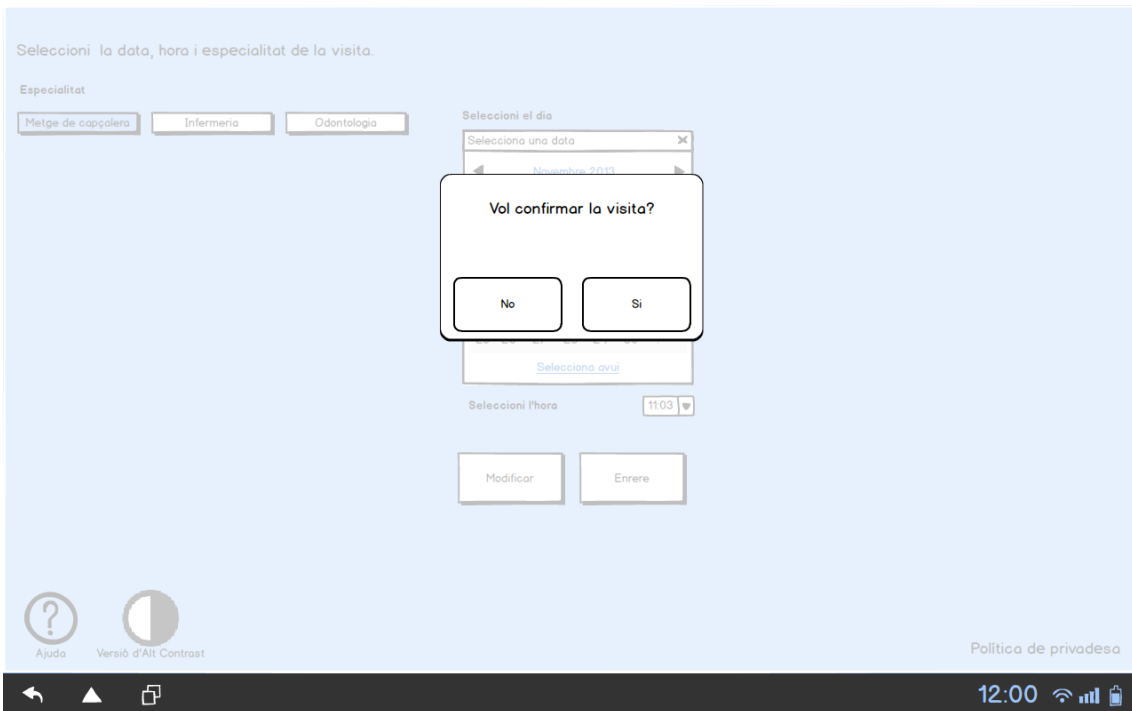 Seleccioni la data, hora i especialitat de la visita.
Especialitat
Metge de capçalera
Infermeria
Odontologia
Seleccioni el dia
Selecciona una data
Novembre 2013
Vol confirmar la visita?
No
Si
Selecciona avui
Seleccioni l'hora
11:03
Modificar
Enrere
Ajuda
Versió d'Alt Contrast
Política de privadesa
12:00